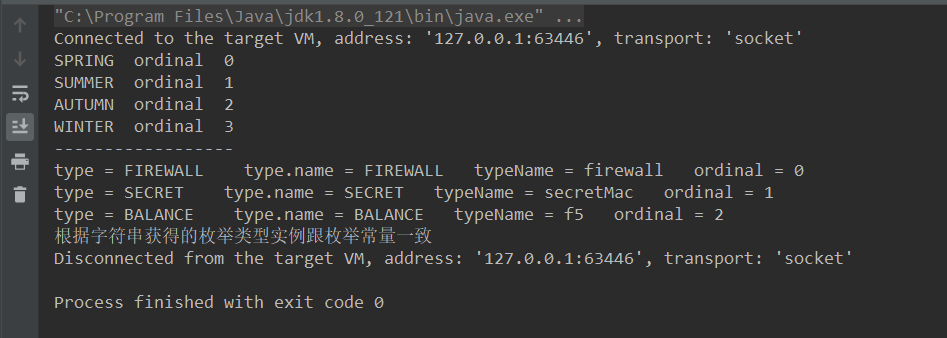 "C:\Program Files\Java\jdk1.8.0_121\bin\java.exe" ...
Connected to the target VM, address: '127.0.0.1:63446', transport: 'socket'
SPRING  ordinal  0
SUMMER  ordinal  1
AUTUMN  ordinal  2
WINTER  ordinal  3
------------------
type = FIREWALL    type.name = FIREWALL   typeName = firewall   ordinal = 0
type = SECRET    type.name = SECRET   typeName = secretMac   ordinal = 1
type = BALANCE    type.name = BALANCE   typeName = f5   ordinal = 2
根据字符串获得的枚举类型实例跟枚举常量一致
Disconnected from the target VM, address: '127.0.0.1:63446', transport: 'socket'
Process finished with exit code 0